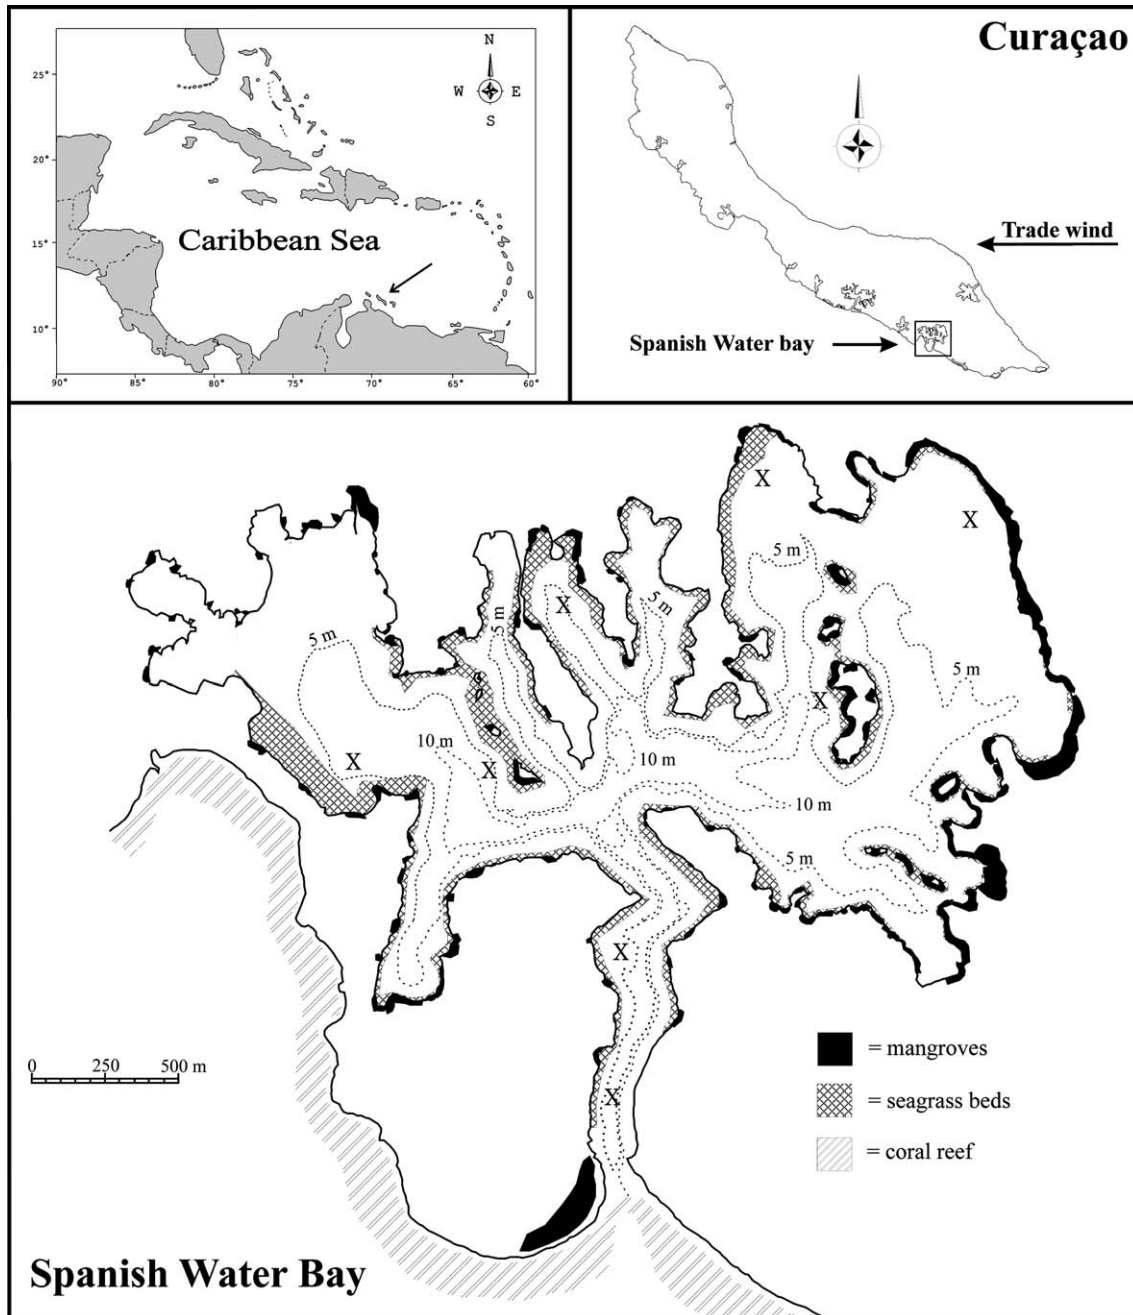 N
W E
S
25°
20°
15°
10°
90° 85° 80° 75° 70° 65° 60°
Caribbean Sea
Curaçao
Trade wind
Spanish Water bay
X
X
5 m
X
5 m
5 m
5 m
5 m
X
X
10 m
X
X
10 m
10 m
5 m
X
X
0 250 500 m
= mangroves
= seagrass beds
= coral reef
Spanish Water Bay